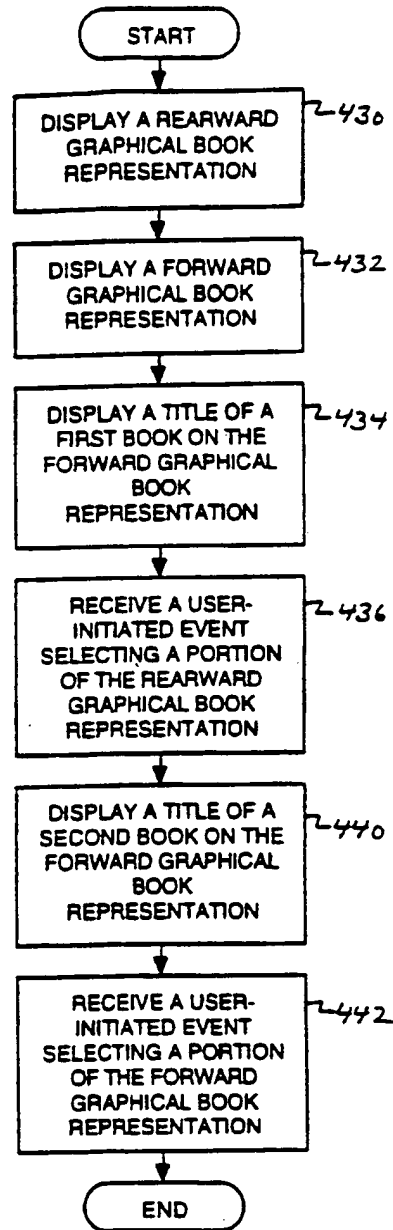 START
DISPLAY A REARWARD
GRAPHICAL BOOK
REPRESENTATION
430
DISPLAY A FORWARD
GRAPHICAL BOOK
REPRESENTATION
432
DISPLAY A TITLE OF A
FIRST BOOK ON THE
FORWARD GRAPHICAL
BOOK
REPRESENTATION
434
RECEIVE A USER-
INITIATED EVENT
SELECTING A PORTION
OF THE REARWARD
GRAPHICAL BOOK
REPRESENTATION
436
DISPLAY A TITLE OF A
SECOND BOOK ON THE
FORWARD GRAPHICAL
BOOK
REPRESENTATION
440
RECEIVE A USER-
INITIATED EVENT
SELECTING A PORTION
OF THE FORWARD
GRAPHICAL BOOK
REPRESENTATION
442
END